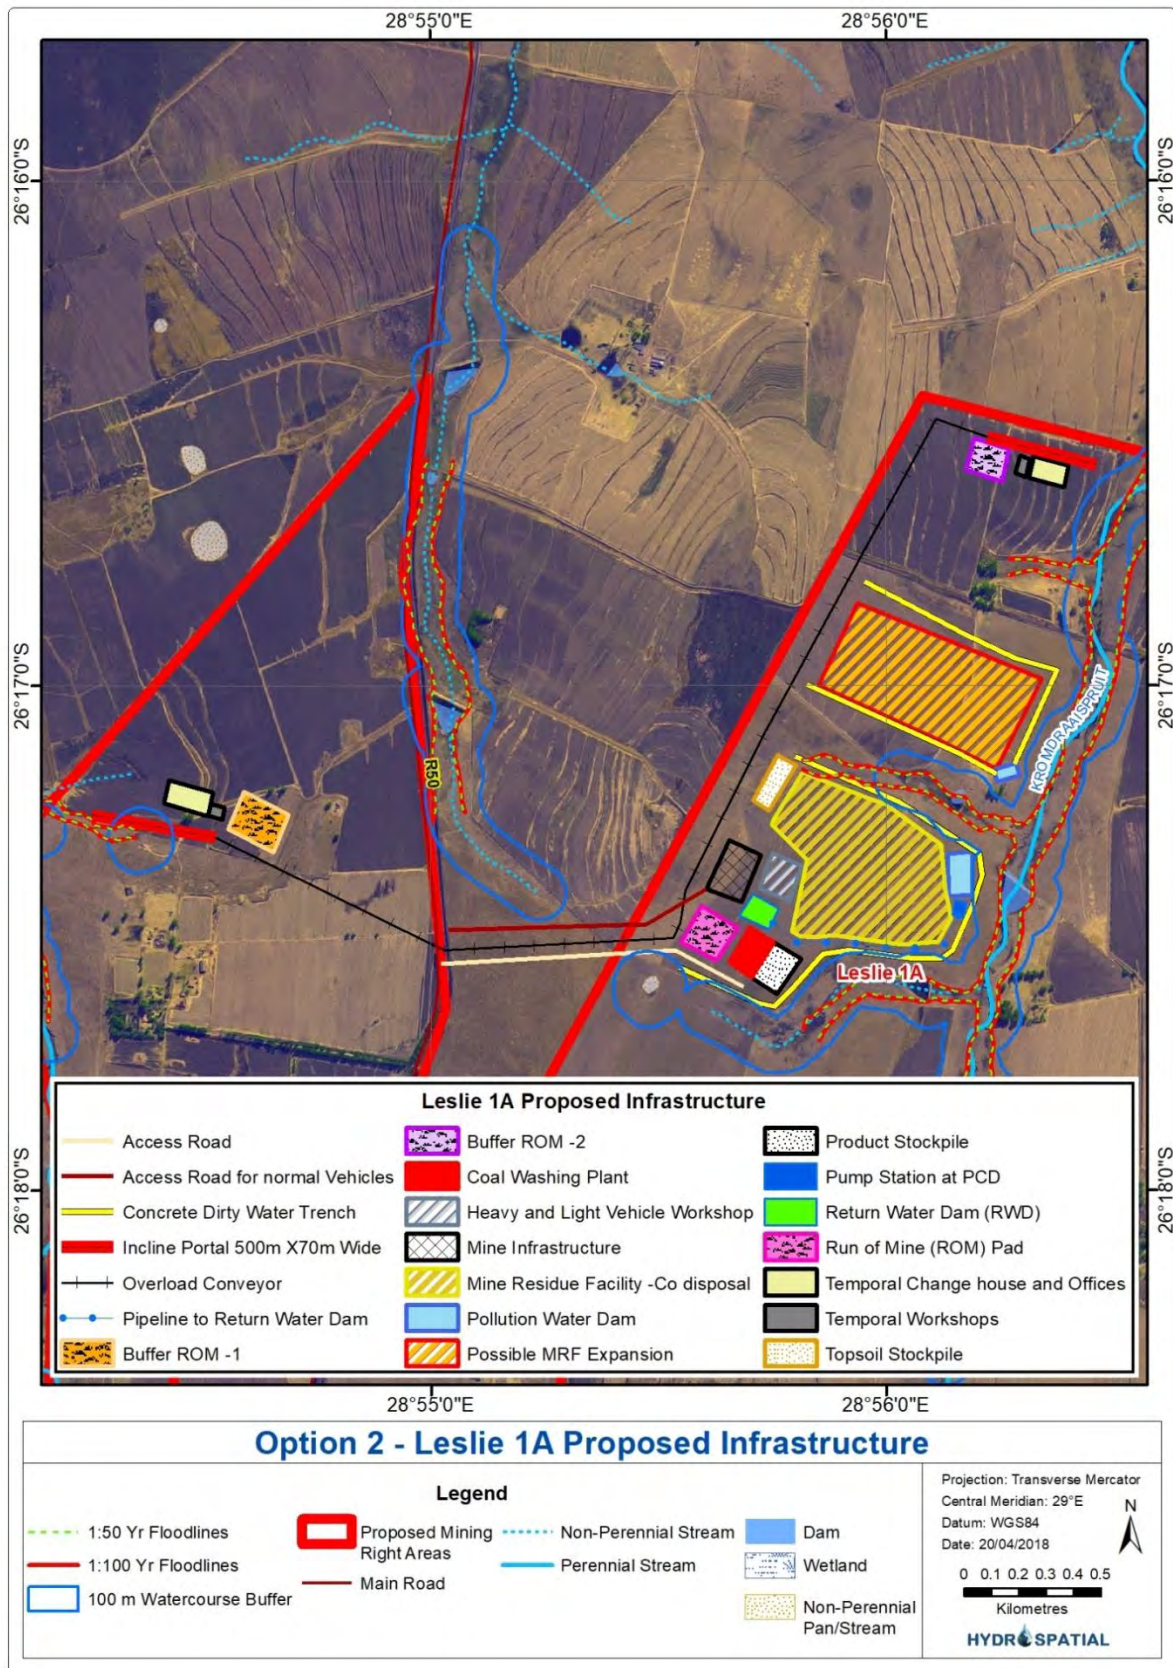 28°55'0"E
28°56'0"E
26°16'0"S
26°16'0"S
26°17'0"S
26°17'0"S
KROMDRAAISPRUIT
R50
Leslie 1A
26°18'0"S
26°18'0"S
Leslie 1A Proposed Infrastructure
Access Road
Access Road for normal Vehicles
Concrete Dirty Water Trench
Incline Portal 500m X70m Wide
Overload Conveyor
Pipeline to Return Water Dam
Buffer ROM -1
Buffer ROM -2
Coal Washing Plant
Heavy and Light Vehicle Workshop
Mine Infrastructure
Mine Residue Facility -Co disposal
Pollution Water Dam
Possible MRF Expansion
Product Stockpile
Pump Station at PCD
Return Water Dam (RWD)
Run of Mine (ROM) Pad
Temporal Change house and Offices
Temporal Workshops
Topsoil Stockpile
28°55'0"E
28°56'0"E
Option 2 - Leslie 1A Proposed Infrastructure
Legend
1:50 Yr Floodlines
1:100 Yr Floodlines
100 m Watercourse Buffer
Proposed Mining
Right Areas
Main Road
Non-Perennial Stream
Perennial Stream
Dam
Wetland
Non-Perennial
Pan/Stream
Projection: Transverse Mercator
Central Meridian: 29°E
Datum: WGS84
Date: 20/04/2018
N
0 0.1 0.2 0.3 0.4 0.5
Kilometres
HYDROSPATIAL